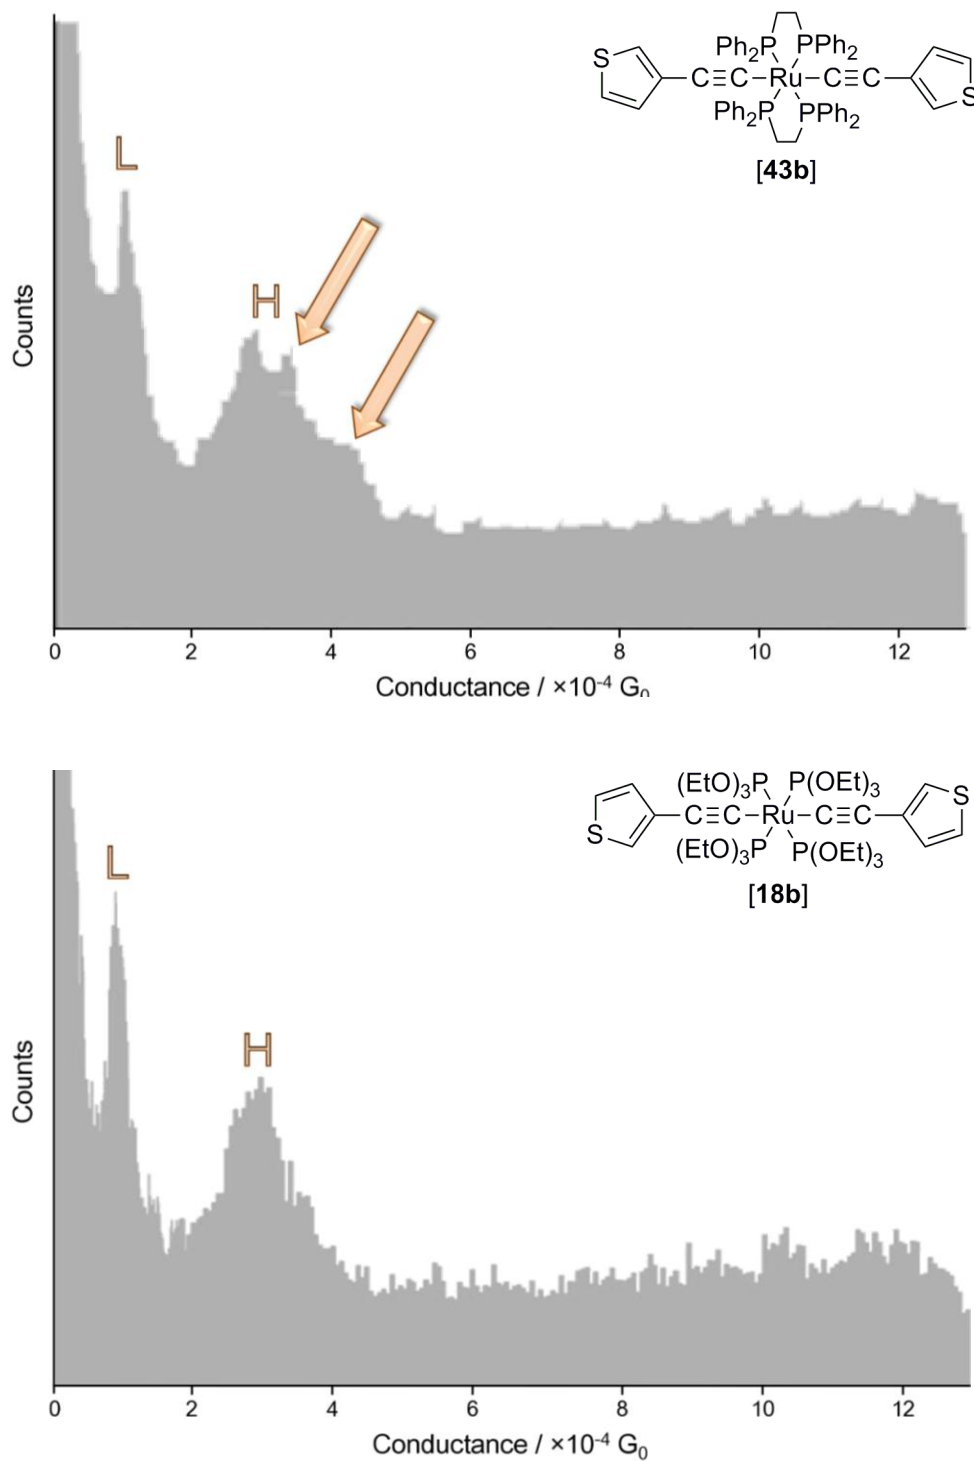 L
H
Counts
S
Ph₂P PPh₂
C≡C Ru C≡C
Ph₂P PPh₂
S
[43b]
0 2 4 6 8 10 12
Conductance / ×10⁻⁴ G₀
L
H
Counts
(EtO)₃P P(OEt)₃
S
C≡C Ru C≡C
S
(EtO)₃P P(OEt)₃
[18b]
0 2 4 6 8 10 12
Conductance / ×10⁻⁴ G₀